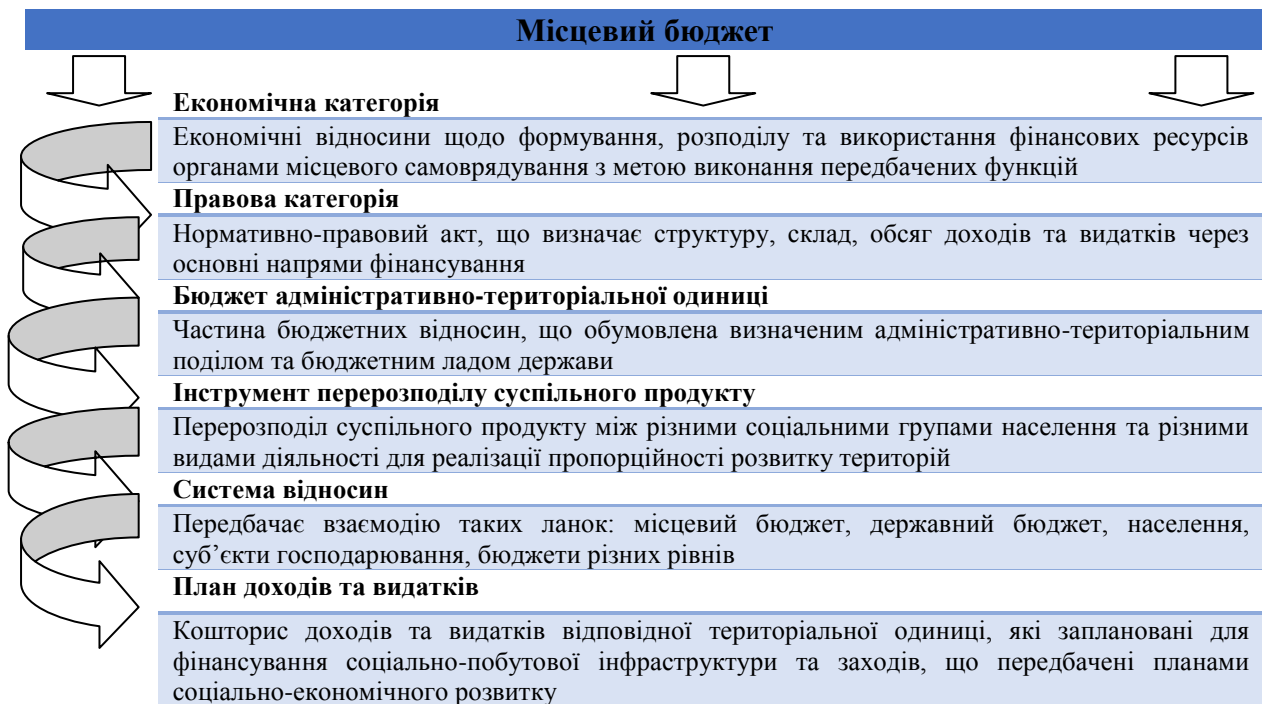 Місцевий бюджет
Економічна категорія
Економічні відносини щодо формування, розподілу та використання фінансових ресурсів
органами місцевого самоврядування з метою виконання передбачених функцій
Правова категорія
Нормативно-правовий акт, що визначає структуру, склад, обсяг доходів та видатків через
основні напрями фінансування
Бюджет адміністративно-територіальної одиниці
Частина бюджетних відносин, що обумовлена визначеним адміністративно-територіальним
поділом та бюджетним ладом держави
Інструмент перерозподілу суспільного продукту
Перерозподіл суспільного продукту між різними соціальними групами населення та різними
видами діяльності для реалізації пропорційності розвитку територій
Система відносин
Передбачає взаємодію таких ланок: місцевий бюджет, державний бюджет, населення,
суб’єкти господарювання, бюджети різних рівнів
План доходів та видатків
Кошторис доходів та видатків відповідної територіальної одиниці, які заплановані для
фінансування соціально-побутової інфраструктури та заходів, що передбачені планами
соціально-економічного розвитку